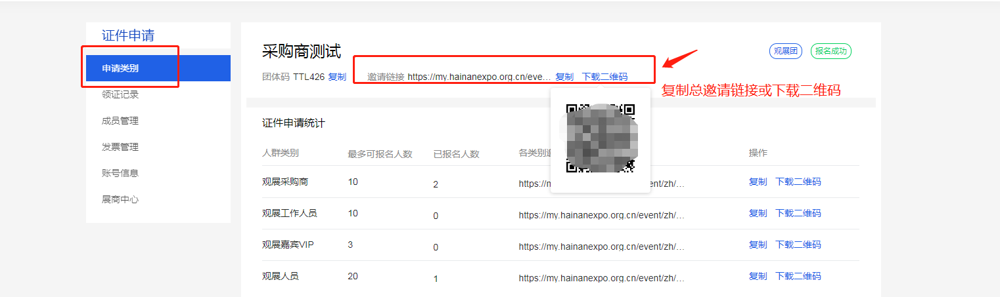 证件申请
申请类别
领证记录
成员管理
发票管理
账号信息
展商中心
采购商测试
观展团 报名成功
团体码 TTL426 复制 邀请链接 https://my.hainanexpo.org.cn/eve... 复制 下载二维码
复制总邀请链接或下载二维码
证件申请统计
人群类别 最多可报名人数 已报名人数 各类别 操作
观展采购商 10 2 https://m nt/zh/... 复制 下载二维码
观展工作人员 10 0 https://my.hainanexpo.org.cn/event/zh/... 复制 下载二维码
观展嘉宾VIP 3 0 https://my.hainanexpo.org.cn/event/zh/... 复制 下载二维码
观展人员 20 1 https://my.hainanexpo.org.cn/event/zh/... 复制 下载二维码